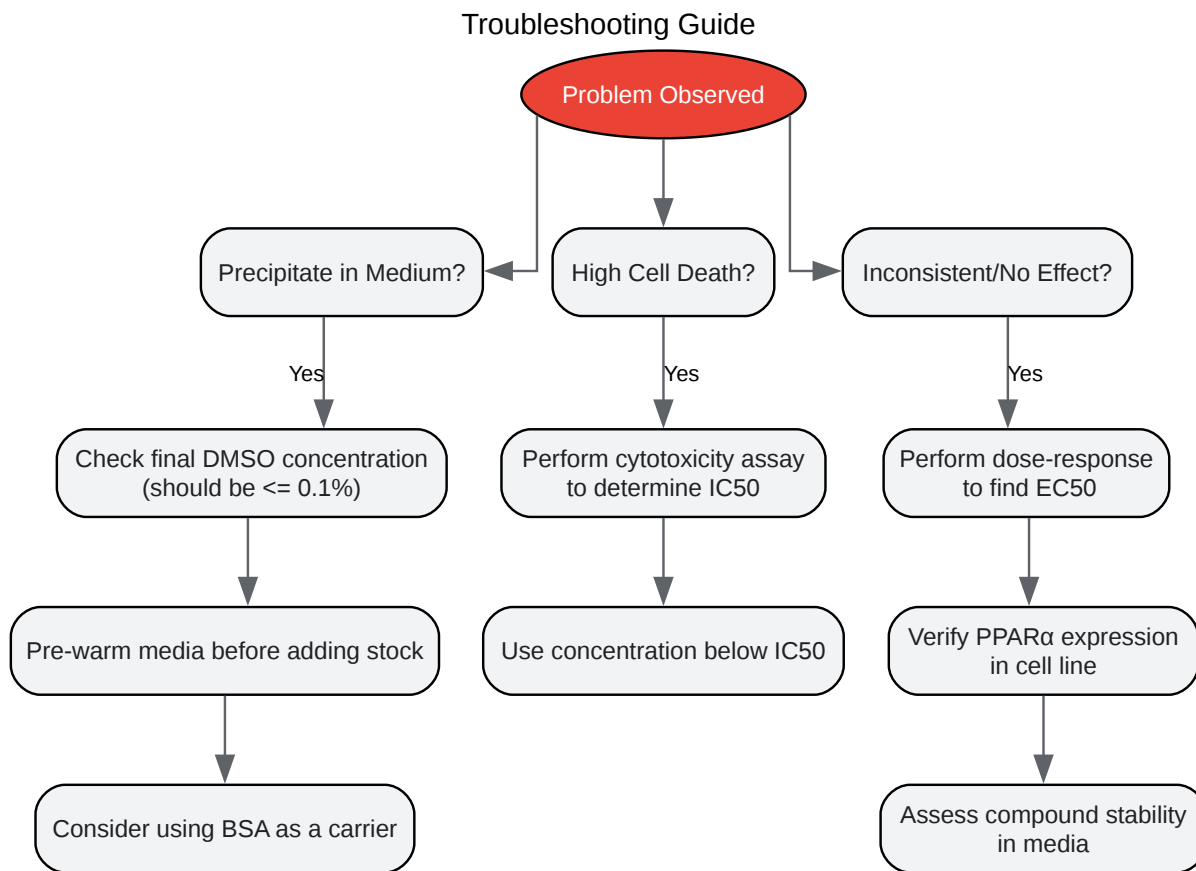 Troubleshooting Guide
Problem Observed
Precipitate in Medium?
High Cell Death?
Inconsistent/No Effect?
Yes
Yes
Yes
Check final DMSO concentration
(should be <= 0.1%)
Perform cytotoxicity assay
to determine IC50
Perform dose-response
to find EC50
Pre-warm media before adding stock
Use concentration below IC50
Verify PPARα expression
in cell line
Consider using BSA as a carrier
Assess compound stability
in media